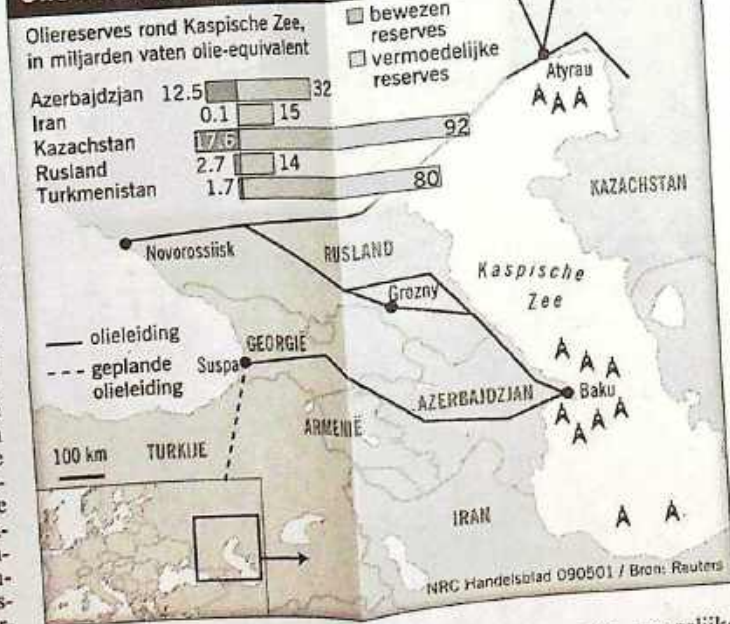 Oliereserves rond Kaspische Zee,
in miljarden vaten olie-equivalent
bewezen
reserves
vermoedelijke
reserves
Azerbajdzjan 12.5 32
Iran 0.1 15
Kazachstan 17.6 92
Rusland 2.7 14
Turkmenistan 1.7 80
Atyrau
KAZACHSTAN
Novorossiisk
RUSLAND
Kaspische
Zee
Grozny
olieleiding
geplande
olieleiding
GEORGIË
Suspa
AZERBAJDZJAN
Baku
ARMENIË
100 km
TURKIJE
IRAN
NRC Handelsblad 090501 / Bron: Reuters